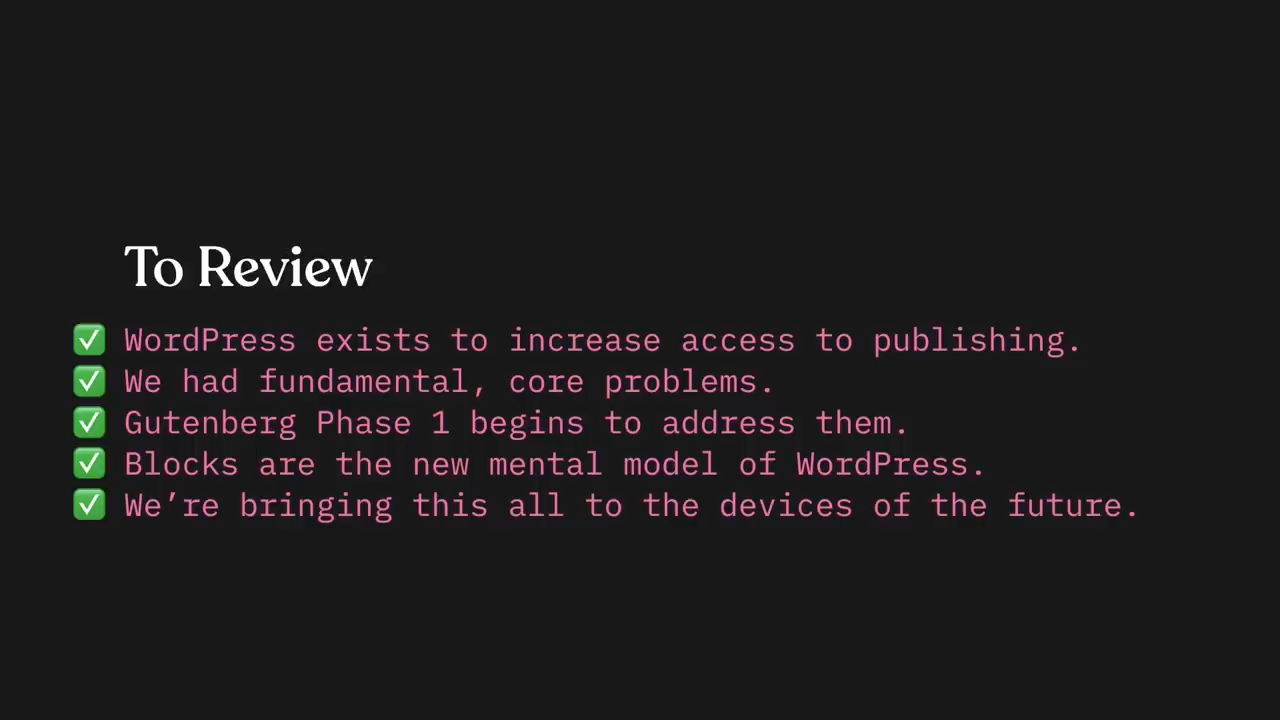 To Review
✅ WordPress exists to increase access to publishing.
✅ We had fundamental, core problems.
✅ Gutenberg Phase 1 begins to address them.
✅ Blocks are the new mental model of WordPress.
✅ We’re bringing this all to the devices of the future.